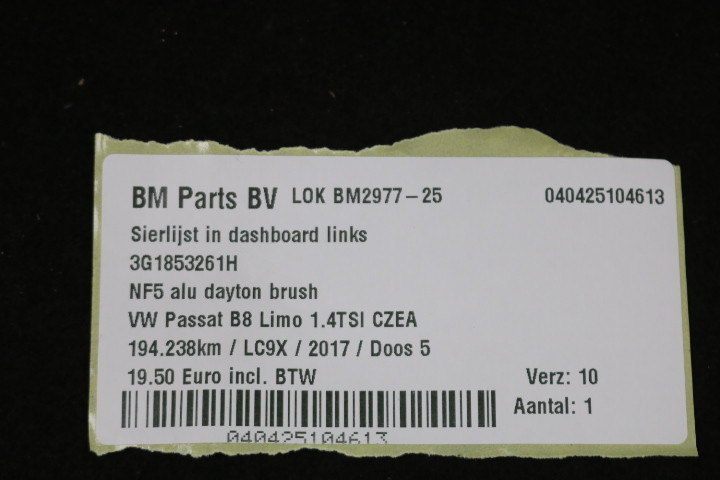 BM Parts BV LOK BM2977-25 040425104613
Sierlijst in dashboard links
3G1853261H
NF5 alu dayton brush
VW Passat B8 Limo 1.4TSI CZEA
194.238km / LC9X / 2017 / Doos 5
19.50 Euro incl. BTW Verz: 10
Aantal: 1
040425104613